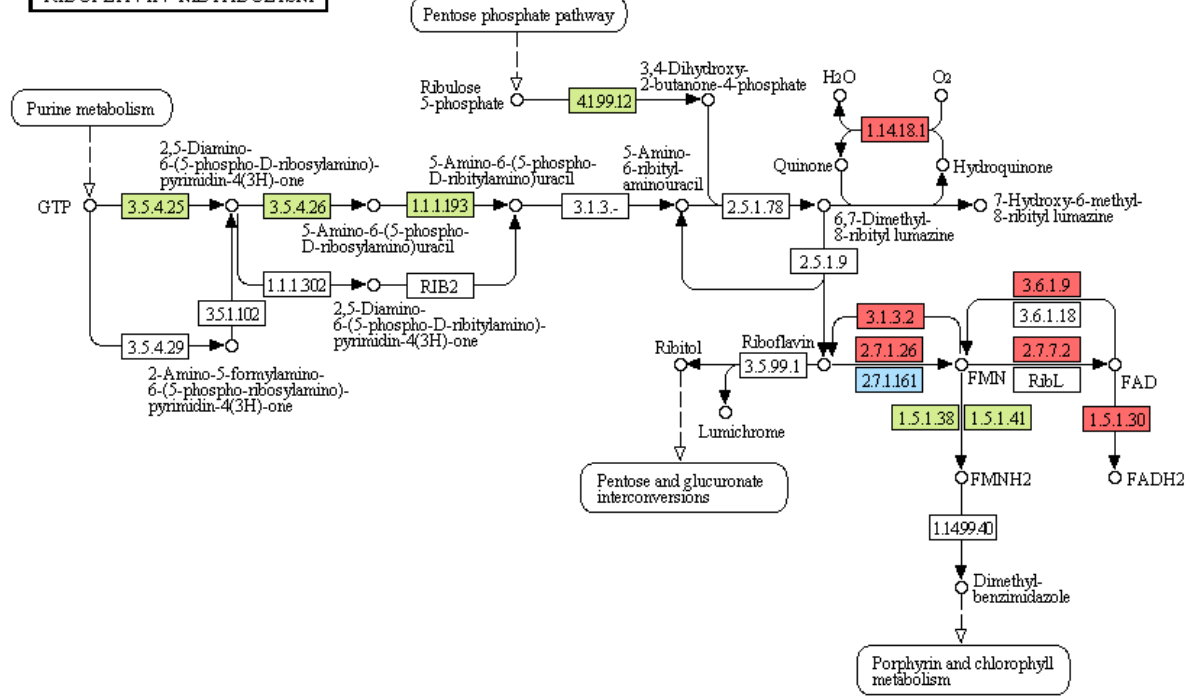 RIBOFLAVIN METABOLISM
Pentose phosphate pathway
Purine metabolism
Ribulose
5-phosphate
4.1.99.12
3,4-Dihydroxy-
2-butanone-4-phosphate
H2O
O2
1.14.18.1
Quinone
Hydroquinone
2,5-Diamino-
6-(5-phospho-D-ribosylamino)-
pyrimidin-4(3H)-one
5-Amino-6-(5-phospho-
D-ribitylamino)uracil
5-Amino-
6-ribityl-
aminouracil
GTP
3.5.4.25
3.5.4.26
1.1.1.193
3.1.3.-
2.5.1.78
7-Hydroxy-6-methyl-
8-ribityl lumazine
5-Amino-6-(5-phospho-
D-ribosylamino)uracil
6,7-Dimethyl-
8-ribityl lumazine
2.5.1.9
1.1.1.302
RIB2
3.5.1.102
2,5-Diamino-
6-(5-phospho-D-ribitylamino)-
pyrimidin-4(3H)-one
3.5.4.29
2-Amino-5-formylamino-
6-(5-phospho-ribosylamino)-
pyrimidin-4(3H)-one
3.6.1.9
3.1.3.2
3.6.1.18
Ribitol
Riboflavin
3.5.99.1
2.7.1.26
2.7.7.2
2.7.1.161
FMN
RibL
FAD
Lumichrome
1.5.1.38
1.5.1.41
1.5.1.30
Pentose and glucuronate
interconversions
FMNH2
FADH2
1.14.99.40
Dimethyl-
benzimidazole
Porphyrin and chlorophyll
metabolism